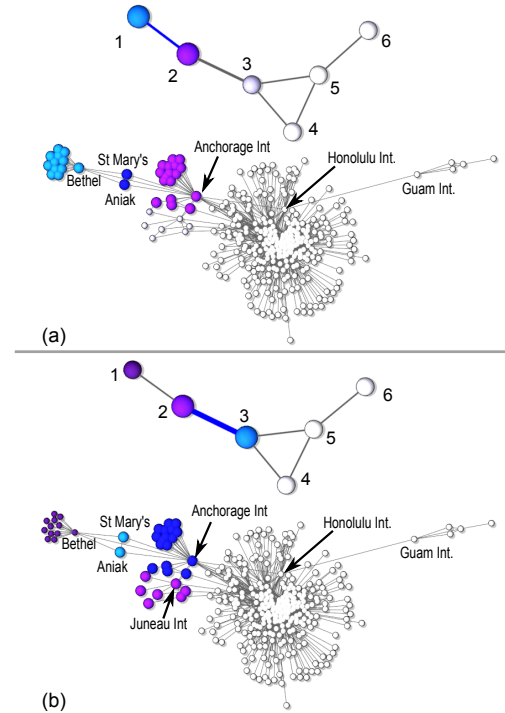 1
2
3
4
5
6
St Mary's
Bethel
Aniak
Anchorage Int
Honolulu Int.
Guam Int.
(a)
1
2
3
4
5
6
St Mary's
Bethel
Aniak
Anchorage Int
Honolulu Int.
Guam Int.
Juneau Int
(b)